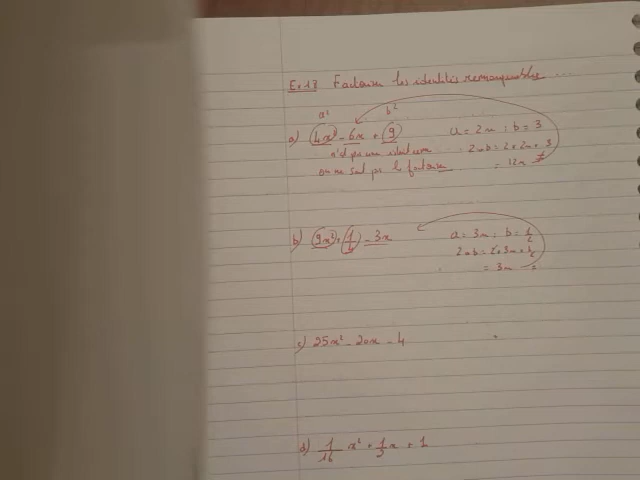 Ex.13 Factoriser les identités remarquables ...
a² b²
a) 4x² - 6x + 9 a = 2x ; b = 3
n'est pas une identité 2ab = 2 × 2x × 3
on ne sait pas le factoriser = 12x ≠
b) 9x² + 1/4 - 3x a = 3x ; b = 1/2
2ab = 2 × 3x × 1/2
= 3x =
c) 25x² - 20x - 4
d) 1/16 x² + 1/2 x + 1